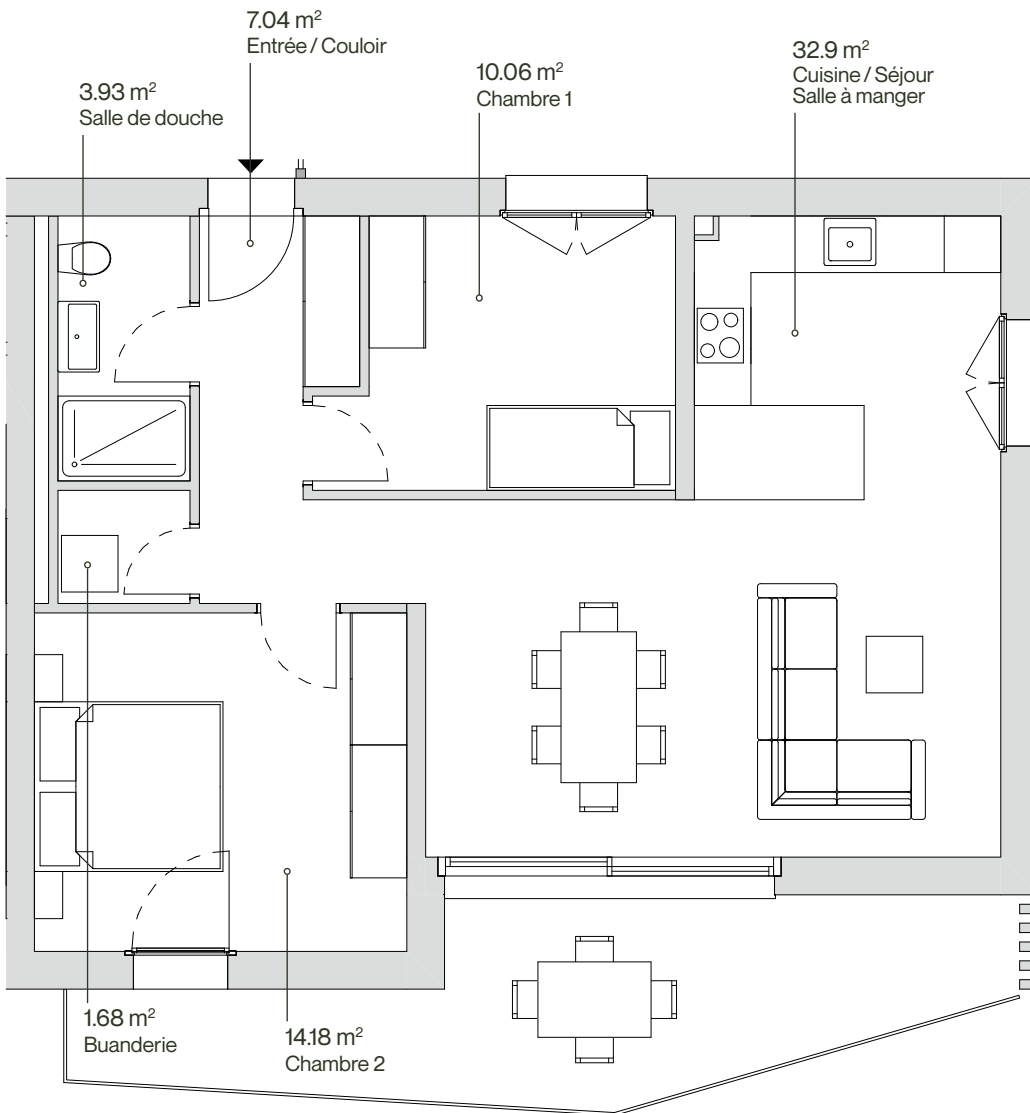 7.04 m²
Entrée / Couloir
3.93 m²
Salle de douche
10.06 m²
Chambre 1
32.9 m²
Cuisine / Séjour
Salle à manger
1.68 m²
Buanderie
14.18 m²
Chambre 2